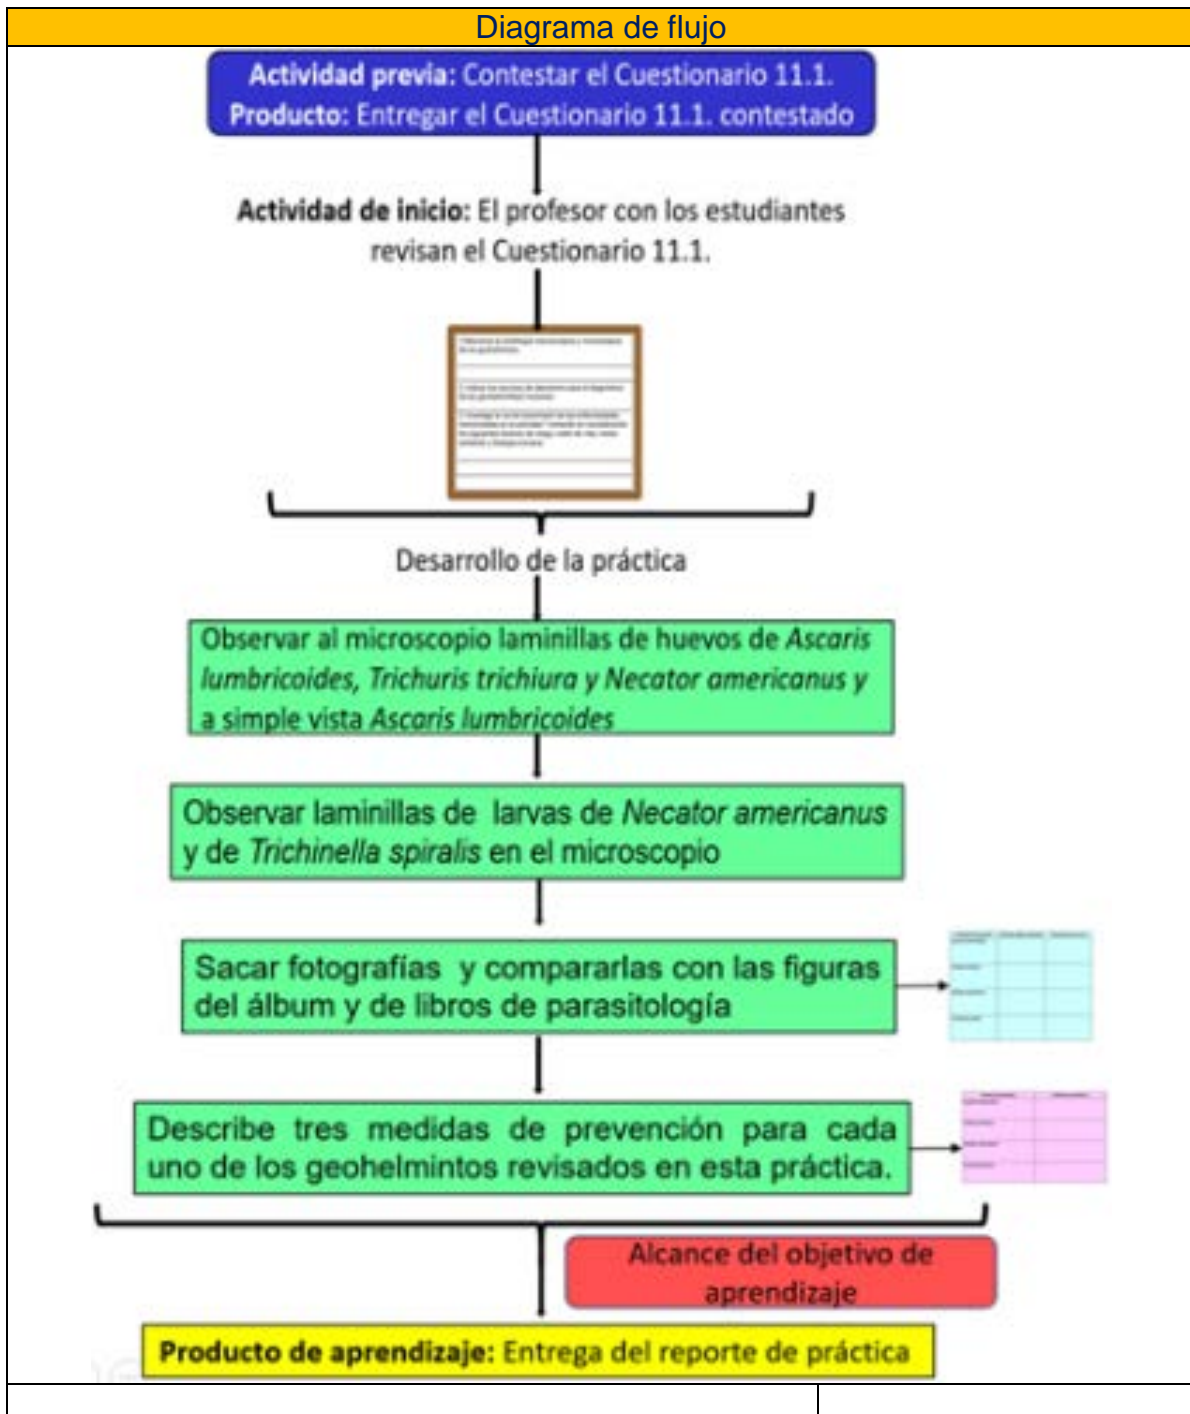 Diagrama de flujo
Actividad previa: Contestar el Cuestionario 11.1.
Producto: Entregar el Cuestionario 11.1. contestado
Actividad de inicio: El profesor con los estudiantes
revisan el Cuestionario 11.1.
Desarrollo de la práctica
Observar al microscopio laminillas de huevos de Ascaris
lumbricoides, Trichuris trichiura y Necator americanus y
a simple vista Ascaris lumbricoides
Observar laminillas de larvas de Necator americanus
y de Trichinella spiralis en el microscopio
Sacar fotografías y compararlas con las figuras
del álbum y de libros de parasitología
Describe tres medidas de prevención para cada
uno de los geohelmintos revisados en esta práctica.
Alcance del objetivo de
aprendizaje
Producto de aprendizaje: Entrega del reporte de práctica